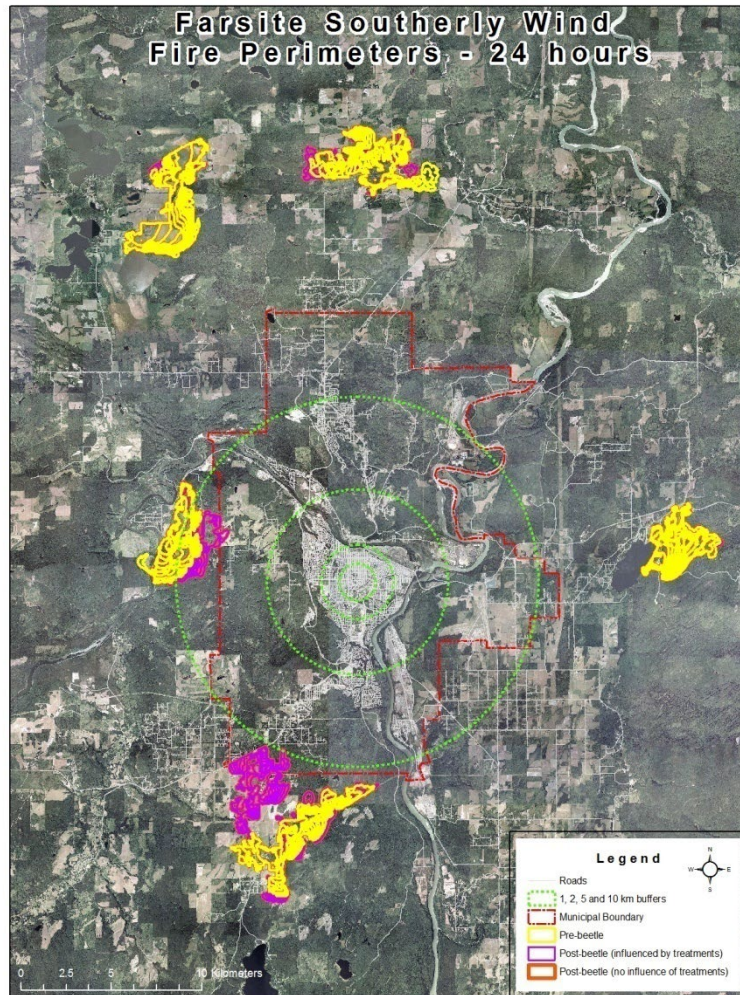 Farsite Southerly Wind
Fire Perimeters - 24 hours
Legend
N
W
E
S
Roads
1, 2, 5 and 10 km buffers
Municipal Boundary
Pre-beetle
Post-beetle (influenced by treatments)
Post-beetle (no influence of treatments)
0 2.5 5 10 Kilometers